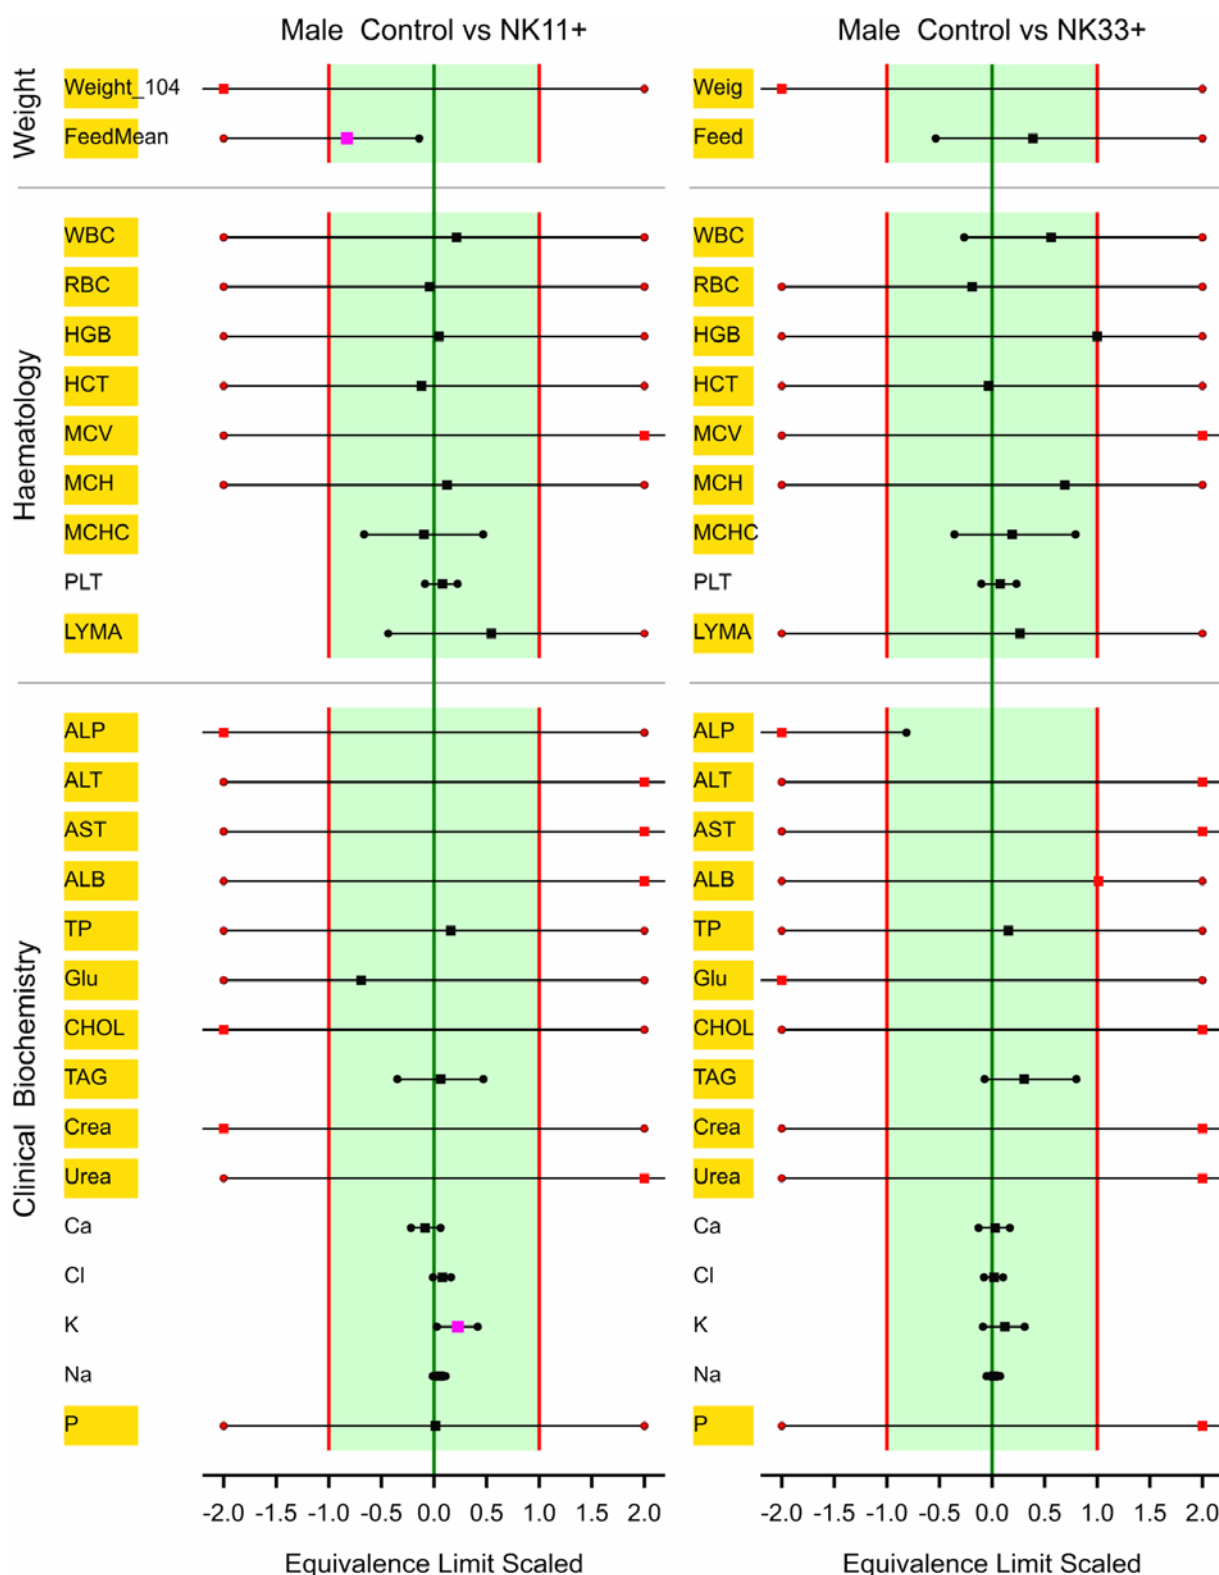 Male Control vs NK11+ Male Control vs NK33+
Weight
Weight_104 Weig
FeedMean Feed
Haematology
WBC WBC
RBC RBC
HGB HGB
HCT HCT
MCV MCV
MCH MCH
MCHC MCHC
PLT PLT
LYMA LYMA
Clinical Biochemistry
ALP ALP
ALT ALT
AST AST
ALB ALB
TP TP
Glu Glu
CHOL CHOL
TAG TAG
Crea Crea
Urea Urea
Ca Ca
Cl Cl
K K
Na Na
P P
-2.0 -1.5 -1.0 -0.5 0.0 0.5 1.0 1.5 2.0 -2.0 -1.5 -1.0 -0.5 0.0 0.5 1.0 1.5 2.0
Equivalence Limit Scaled Equivalence Limit Scaled